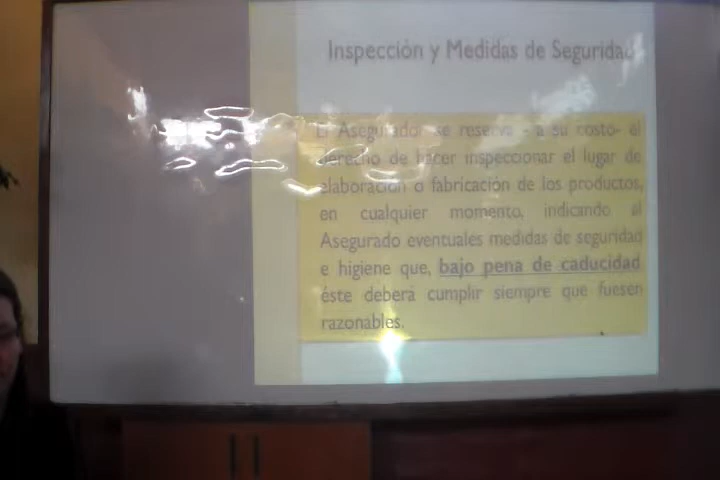 Inspección y Medidas de Seguridad
El Asegurador se reserva - a su costo- el
derecho de hacer inspeccionar el lugar de
elaboración o fabricación de los productos,
en cualquier momento, indicando al
Asegurado eventuales medidas de seguridad
e higiene que, bajo pena de caducidad
éste deberá cumplir siempre que fuesen
razonables.